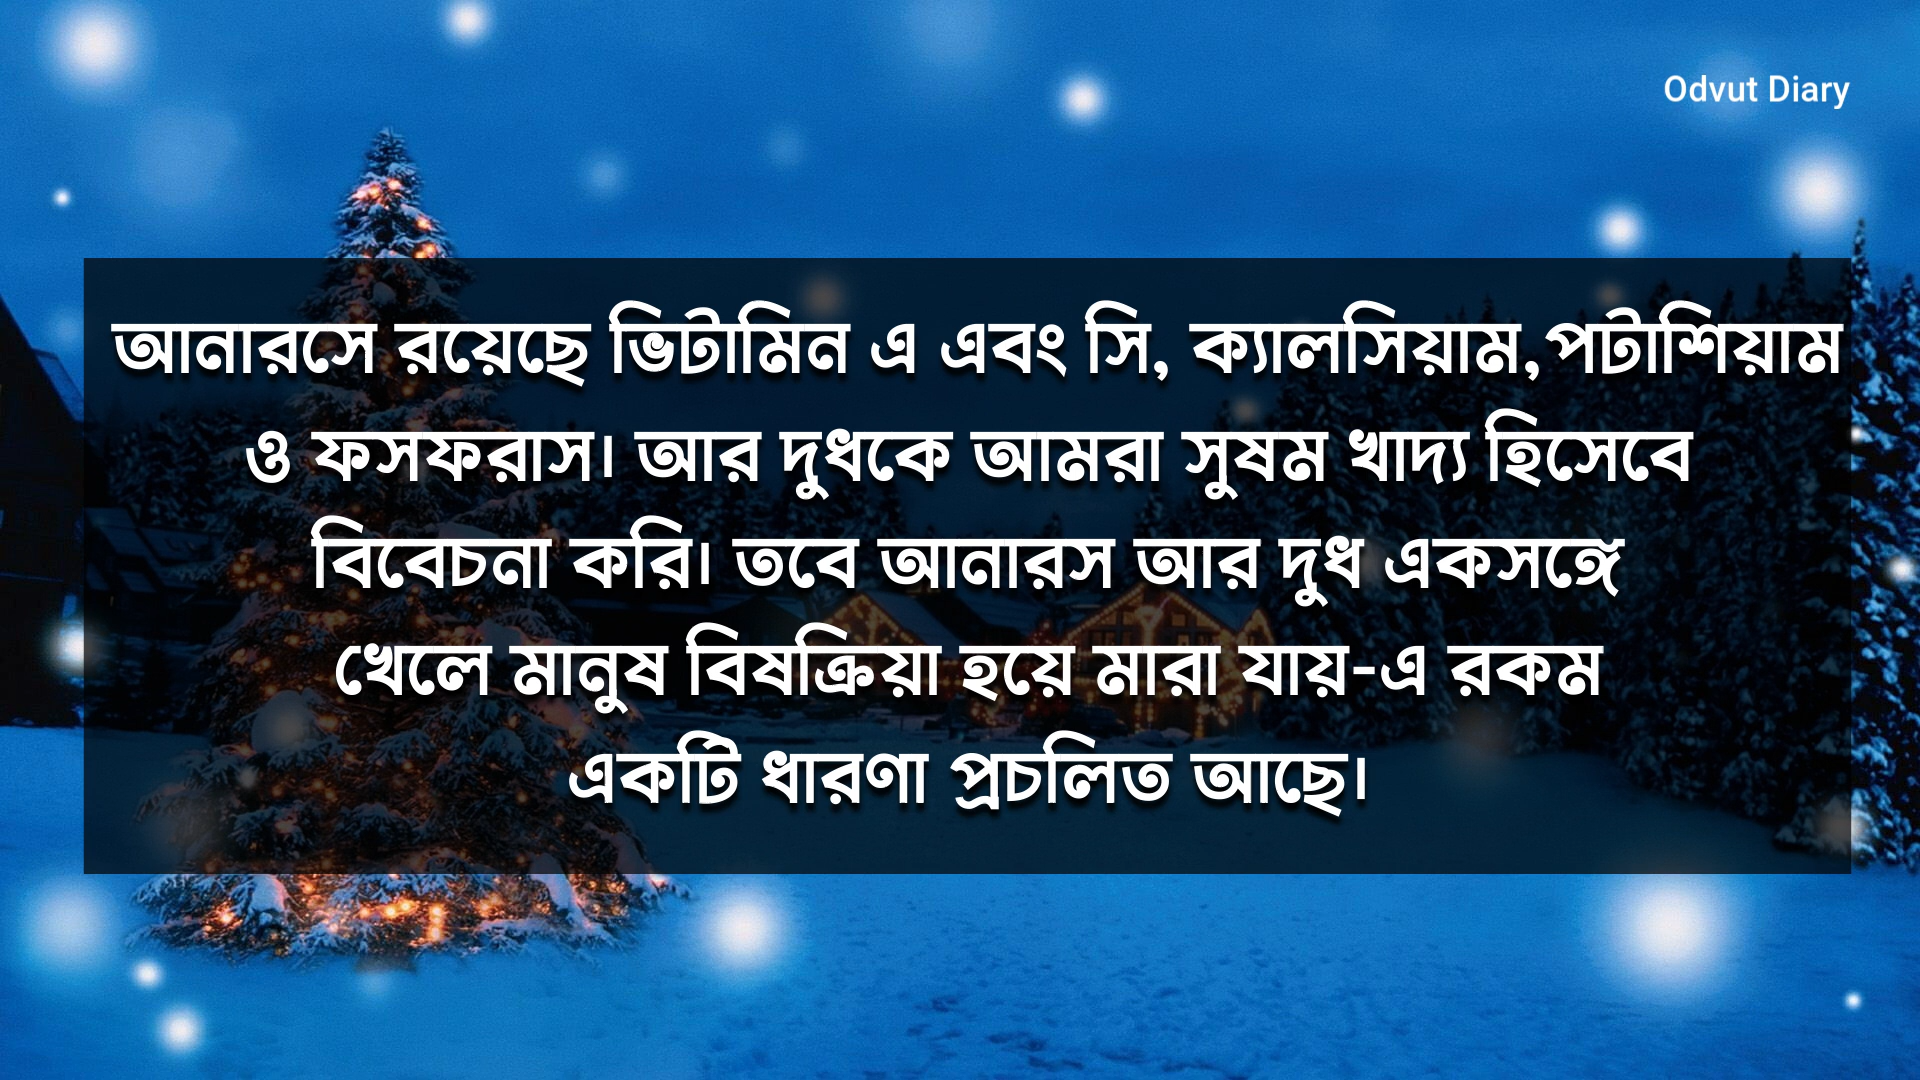 Odvut Diary
আনারসে রয়েছে ভিটামিন এ এবং সি, ক্যালসিয়াম,পটাশিয়াম
ও ফসফরাস। আর দুধকে আমরা সুষম খাদ্য হিসেবে
বিবেচনা করি। তবে আনারস আর দুধ একসঙ্গে
খেলে মানুষ বিষক্রিয়া হয়ে মারা যায়-এ রকম
একটি ধারণা প্রচলিত আছে।